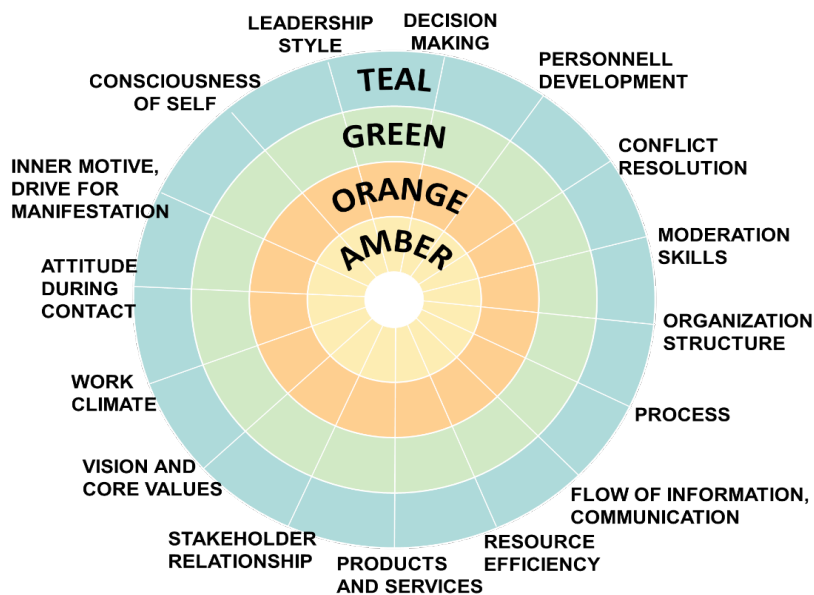 LEADERSHIP
STYLE
DECISION
MAKING
PERSONNELL
DEVELOPMENT
CONFLICT
RESOLUTION
MODERATION
SKILLS
ORGANIZATION
STRUCTURE
PROCESS
FLOW OF INFORMATION,
COMMUNICATION
RESOURCE
EFFICIENCY
PRODUCTS
AND SERVICES
STAKEHOLDER
RELATIONSHIP
VISION AND
CORE VALUES
WORK
CLIMATE
ATTITUDE
DURING
CONTACT
INNER MOTIVE,
DRIVE FOR
MANIFESTATION
CONSCIOUSNESS
OF SELF
TEAL
GREEN
ORANGE
AMBER